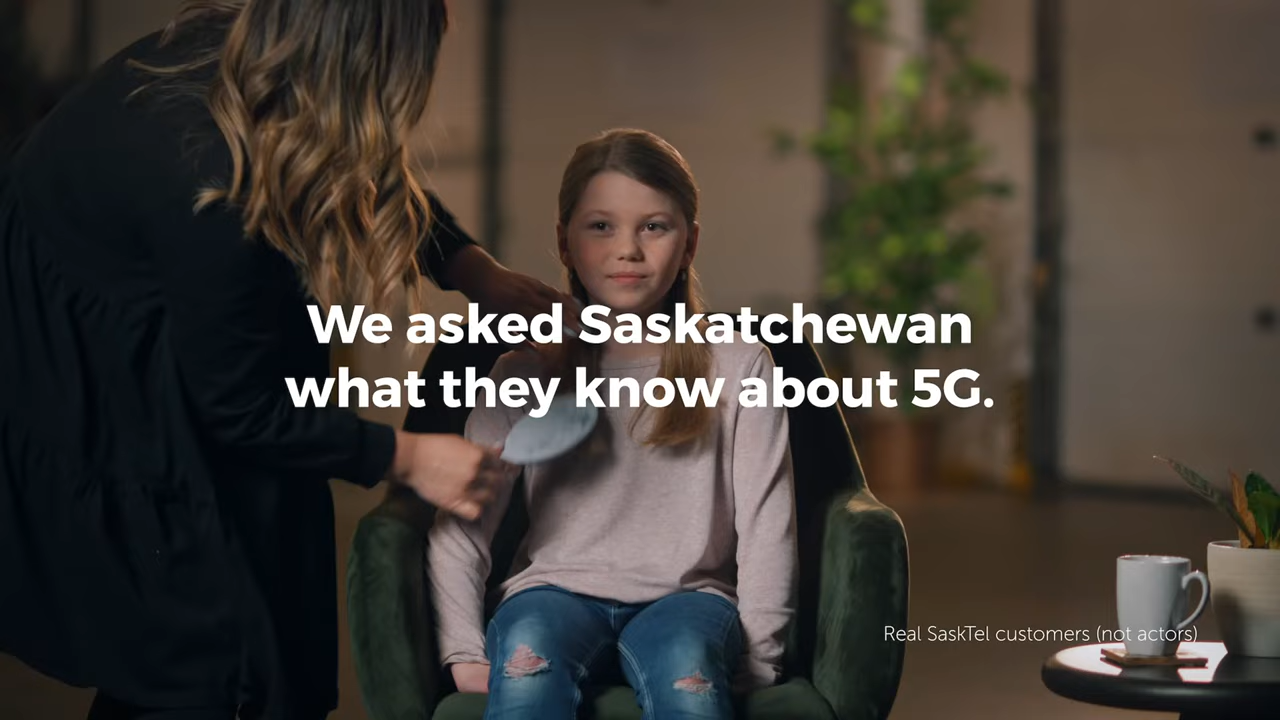 We asked Saskatchewan
what they know about 5G.
Real SaskTel customers (not actors)